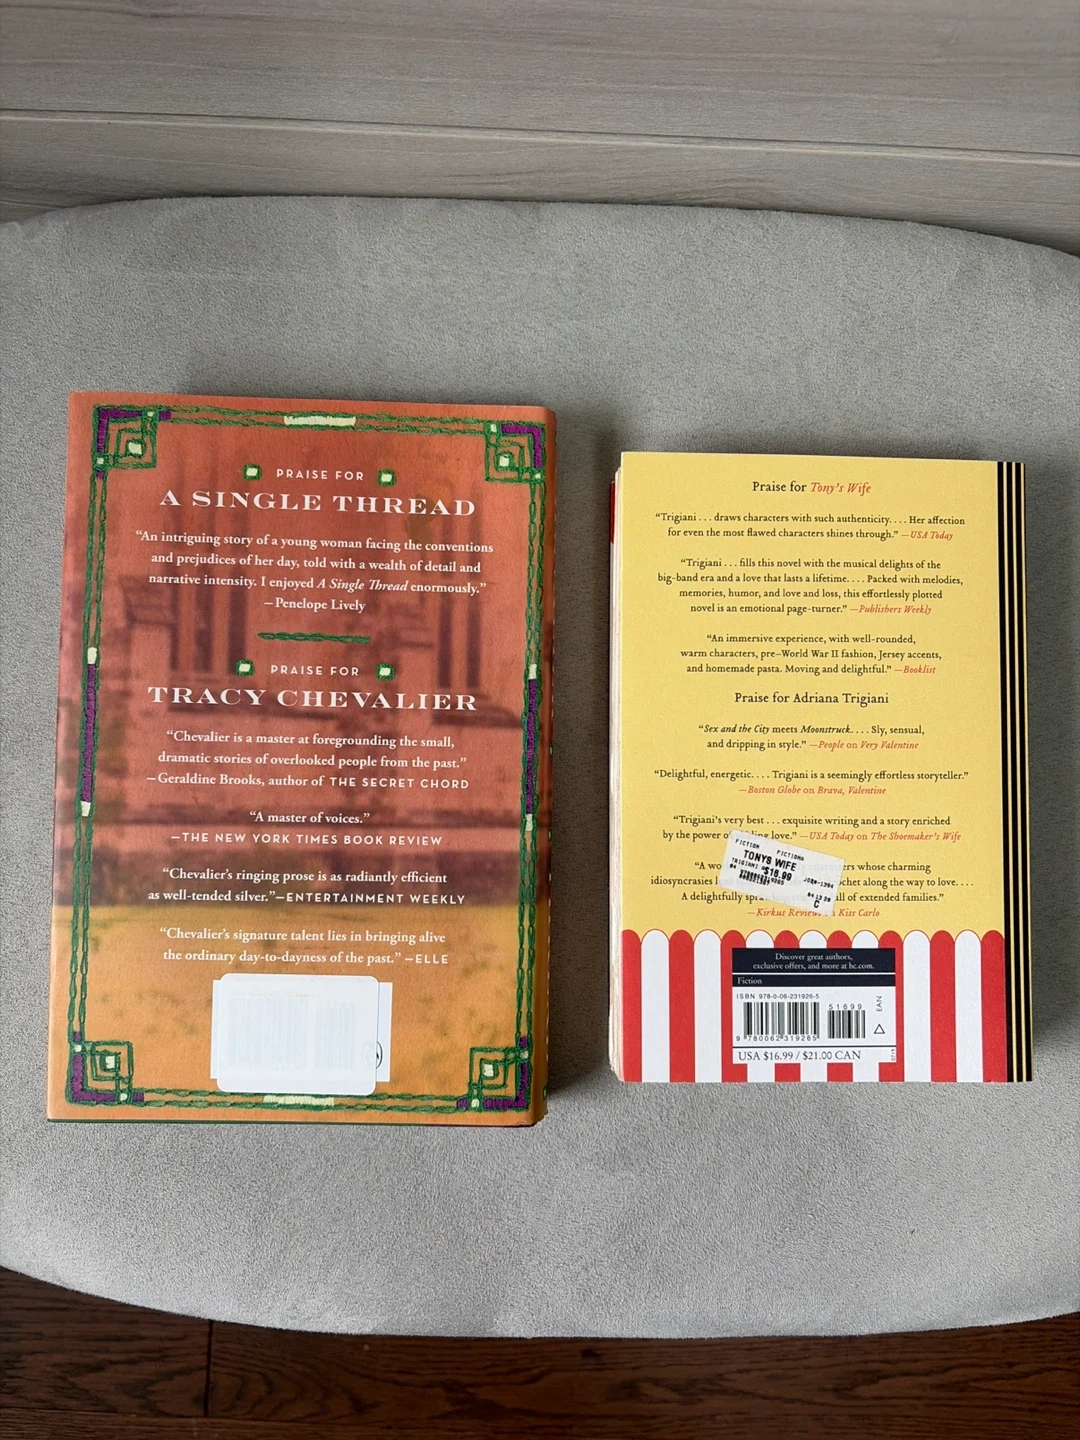 PRAISE FOR
A SINGLE THREAD
“An intriguing story of a young woman facing the conventions
and prejudices of her day, told with a wealth of detail and
narrative intensity. I enjoyed A Single Thread enormously.”
—Penelope Lively
PRAISE FOR
TRACY CHEVALIER
“Chevalier is a master at foregrounding the small,
dramatic stories of overlooked people from the past.”
—Geraldine Brooks, author of THE SECRET CHORD
“A master of voices.”
—THE NEW YORK TIMES BOOK REVIEW
“Chevalier’s ringing prose is as radiantly efficient
as well-tended silver.”—ENTERTAINMENT WEEKLY
“Chevalier’s signature talent lies in bringing alive
the ordinary day-to-dayness of the past.” —ELLE
Praise for Tony’s Wife
“Trigiani . . . draws characters with such authenticity. . . . Her affection
for even the most flawed characters shines through.” —USA Today
“Trigiani . . . fills this novel with the musical delights of the
big-band era and a love that lasts a lifetime. . . . Packed with melodies,
memories, humor, and love and loss, this effortlessly plotted
novel is an emotional page-turner.” —Publishers Weekly
“An immersive experience, with well-rounded,
warm characters, pre–World War II fashion, Jersey accents,
and homemade pasta. Moving and delightful.” —Booklist
Praise for Adriana Trigiani
“Sex and the City meets Moonstruck. . . . Sly, sensual,
and dripping in style.” —People on Very Valentine
“Delightful, energetic. . . . Trigiani is a seemingly effortless storyteller.”
—Boston Globe on Brava, Valentine
“Trigiani’s very best . . . exquisite writing and a story enriched
by the power of love.” —USA Today on The Shoemaker’s Wife
“A whose charming
idiosyncrasies along the way to love. . . .
A delightfully of extended families.”
—Kirkus Reviews Kiss Carlo
FICTION FICTIONA
TONYS WIFE
TRIGIANI $16.99
C
Discover great authors,
exclusive offers, and more at hc.com.
Fiction
ISBN 978-0-06-231926-5
51699
EAN
9 780062 319265
USA $16.99 / $21.00 CAN